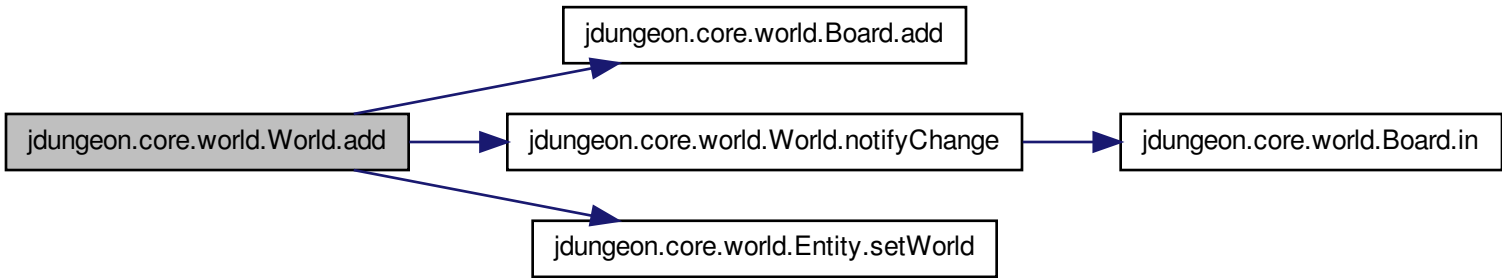 jdungeon.core.world.Board.add
jdungeon.core.world.World.add
jdungeon.core.world.World.notifyChange
jdungeon.core.world.Board.in
jdungeon.core.world.Entity.setWorld